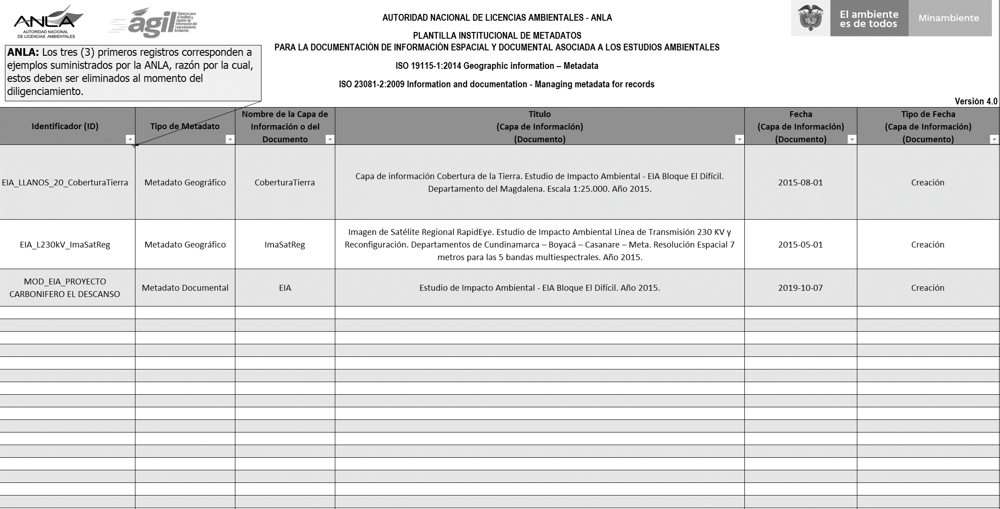 ANLA
AUTORIDAD NACIONAL
DE LICENCIAS AMBIENTALES
ágil
Sistema para
el Análisis y
Gestión de
Información del
Licenciamiento
Ambiental.
AUTORIDAD NACIONAL DE LICENCIAS AMBIENTALES - ANLA
PLANTILLA INSTITUCIONAL DE METADATOS
PARA LA DOCUMENTACIÓN DE INFORMACIÓN ESPACIAL Y DOCUMENTAL ASOCIADA A LOS ESTUDIOS AMBIENTALES
ISO 19115-1:2014 Geographic information – Metadata
ISO 23081-2:2009 Information and documentation - Managing metadata for records
El ambiente
es de todos
Minambiente
Versión 4.0
ANLA: Los tres (3) primeros registros corresponden a
ejemplos suministrados por la ANLA, razón por la cual,
estos deben ser eliminados al momento del
diligenciamiento.
Identificador (ID)
Tipo de Metadato
Nombre de la Capa de
Información o del
Documento
Titulo
(Capa de Información)
(Documento)
Fecha
(Capa de Información)
(Documento)
Tipo de Fecha
(Capa de Información)
(Documento)
EIA_LLANOS_20_CoberturaTierra
Metadato Geográfico
CoberturaTierra
Capa de información Cobertura de la Tierra. Estudio de Impacto Ambiental - EIA Bloque El Difícil.
Departamento del Magdalena. Escala 1:25.000. Año 2015.
2015-08-01
Creación
EIA_L230kV_ImaSatReg
Metadato Geográfico
ImaSatReg
Imagen de Satélite Regional RapidEye. Estudio de Impacto Ambiental Línea de Transmisión 230 KV y
Reconfiguración. Departamentos de Cundinamarca – Boyacá – Casanare – Meta. Resolución Espacial 7
metros para las 5 bandas multiespectrales. Año 2015.
2015-05-01
Creación
MOD_EIA_PROYECTO
CARBONIFERO EL DESCANSO
Metadato Documental
EIA
Estudio de Impacto Ambiental - EIA Bloque El Difícil. Año 2015.
2019-10-07
Creación